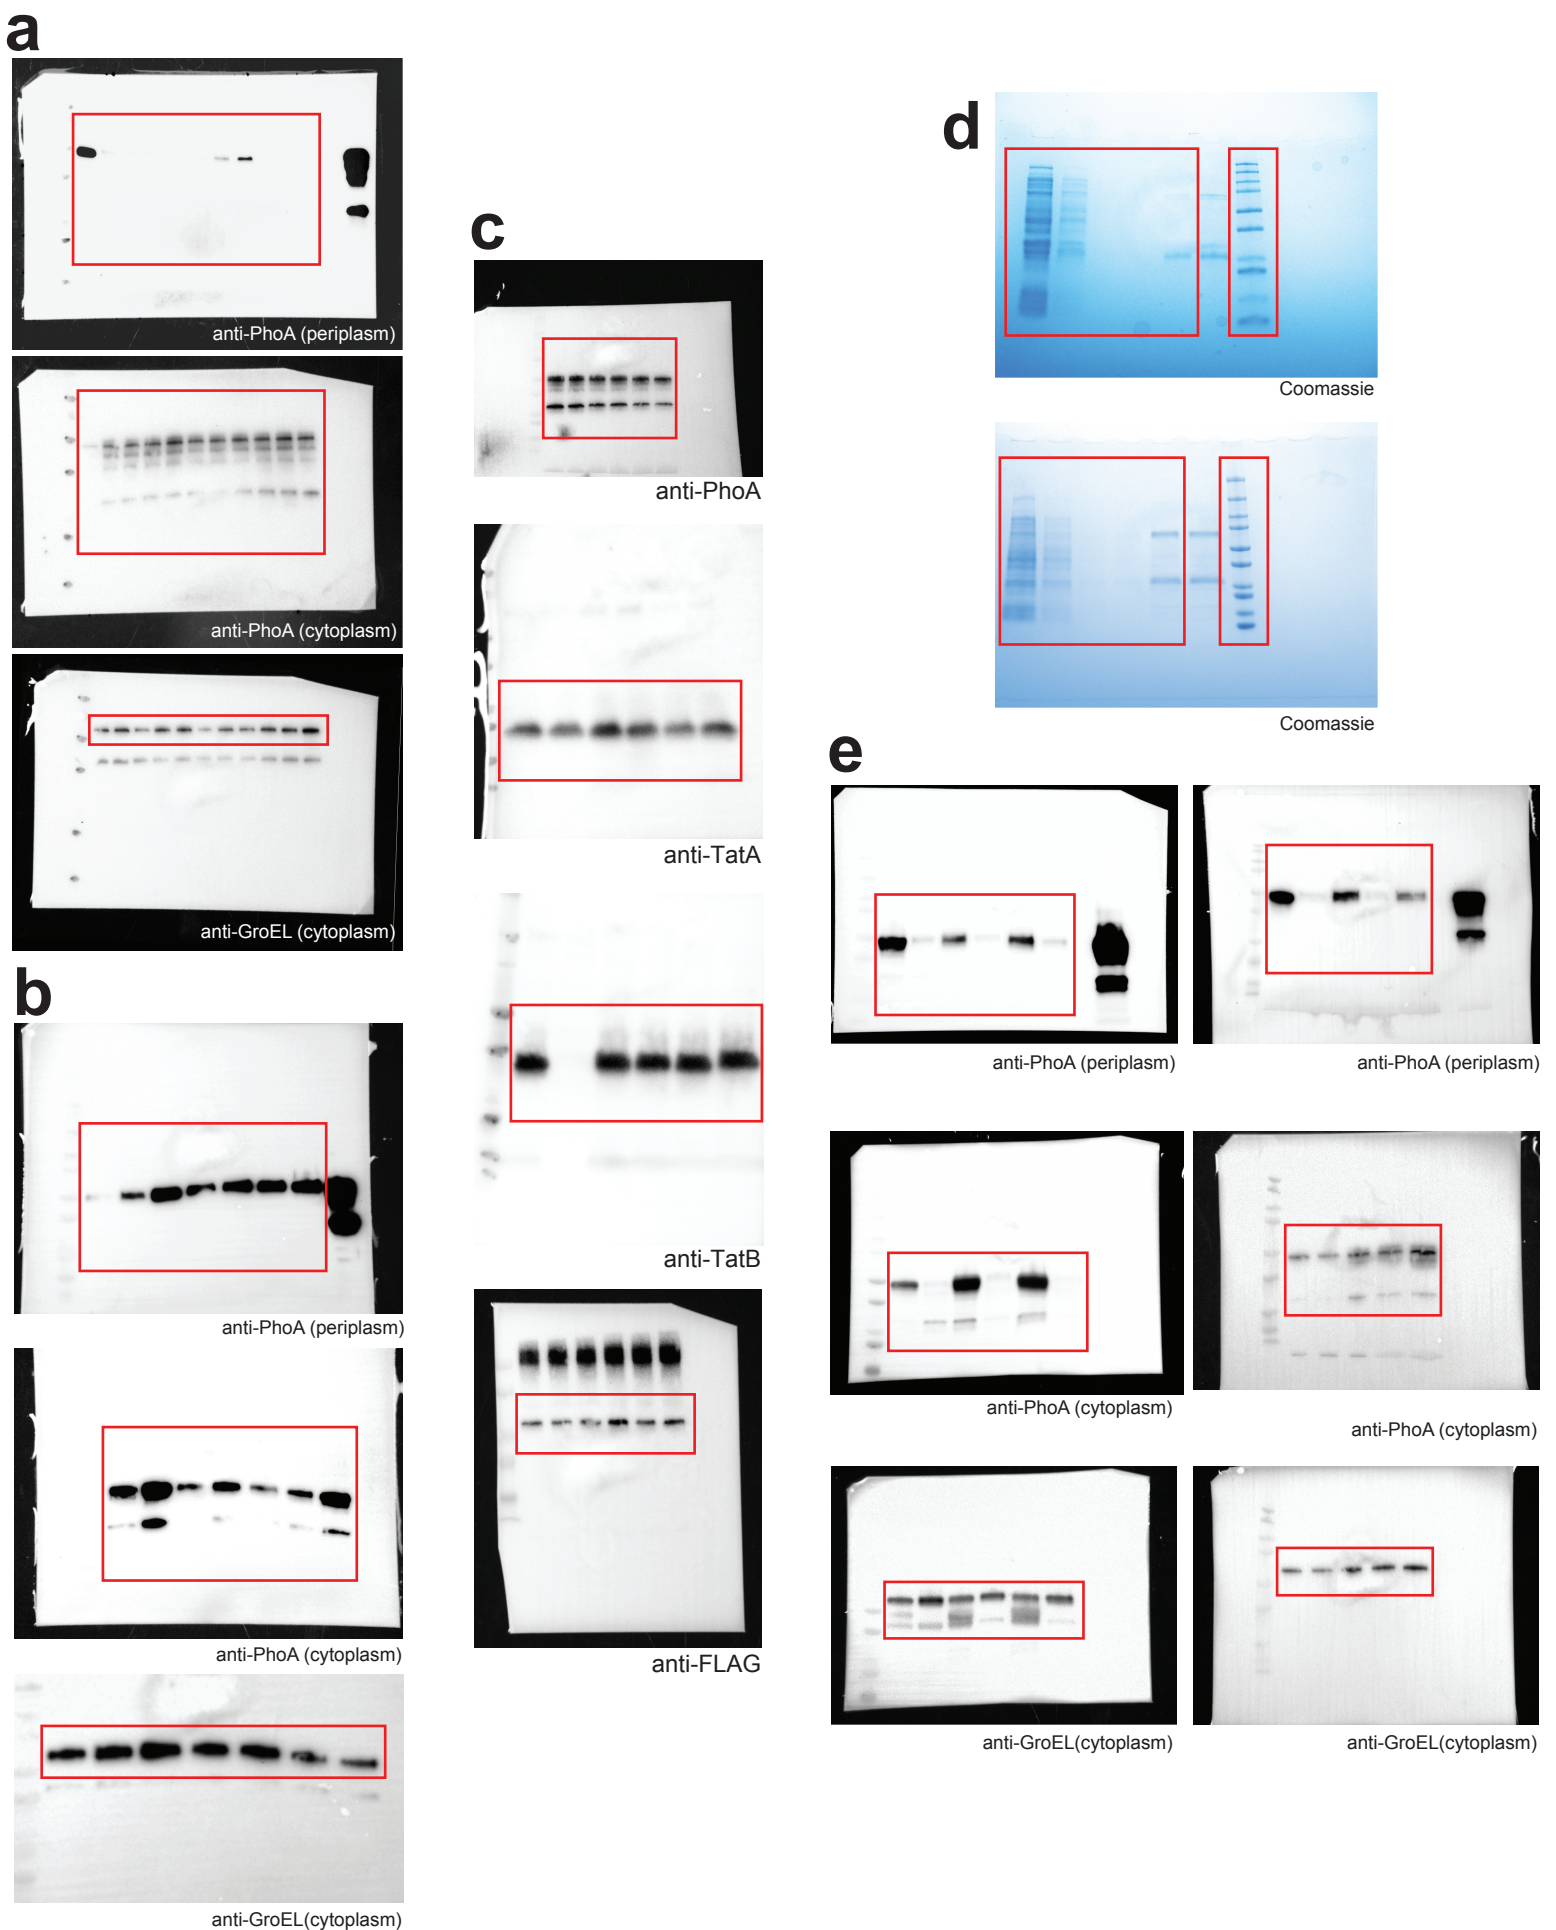 a
anti-PhoA (periplasm)
anti-PhoA (cytoplasm)
anti-GroEL (cytoplasm)
b
anti-PhoA (periplasm)
anti-PhoA (cytoplasm)
anti-GroEL(cytoplasm)
c
anti-PhoA
anti-TatA
anti-TatB
anti-FLAG
d
Coomassie
Coomassie
e
anti-PhoA (periplasm)
anti-PhoA (periplasm)
anti-PhoA (cytoplasm)
anti-PhoA (cytoplasm)
anti-GroEL(cytoplasm)
anti-GroEL(cytoplasm)